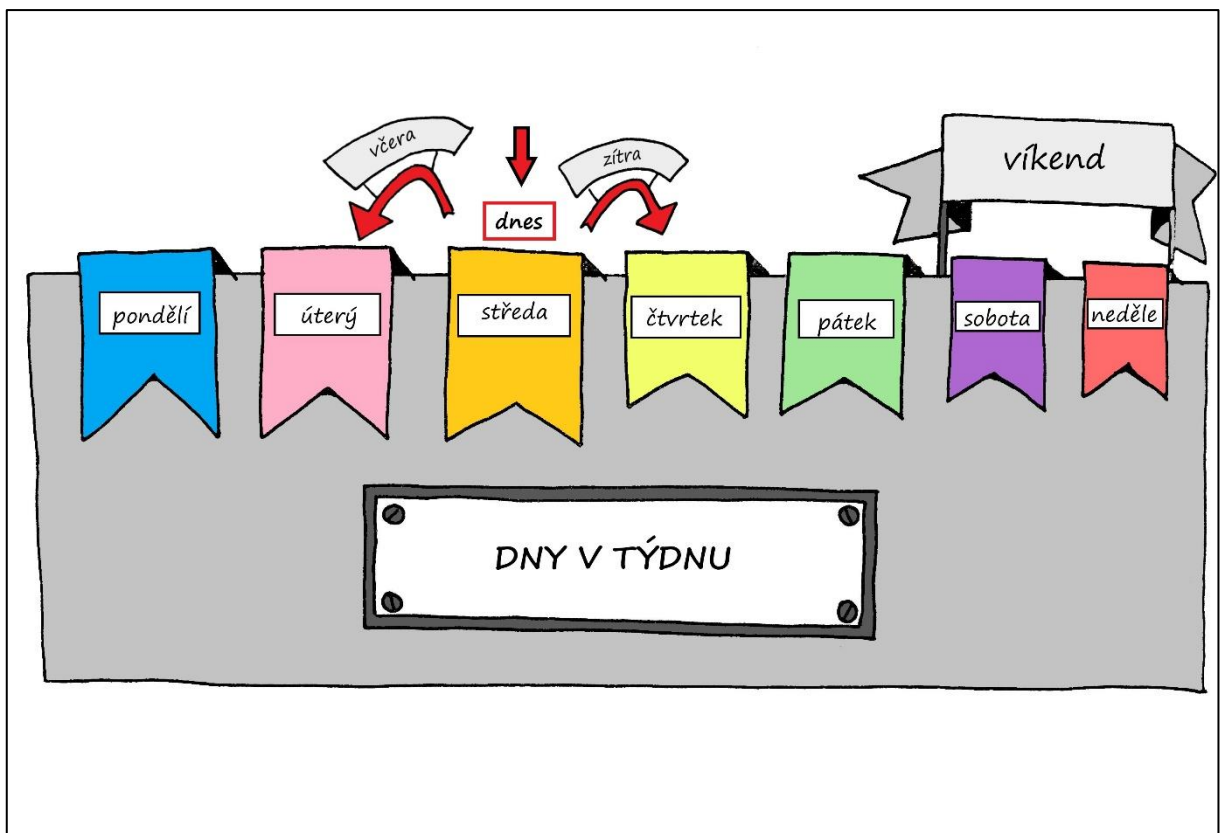 včera
zítra
víkend
dnes
pondělí
úterý
středa
čtvrtek
pátek
sobota
neděle
DNY V TÝDNU